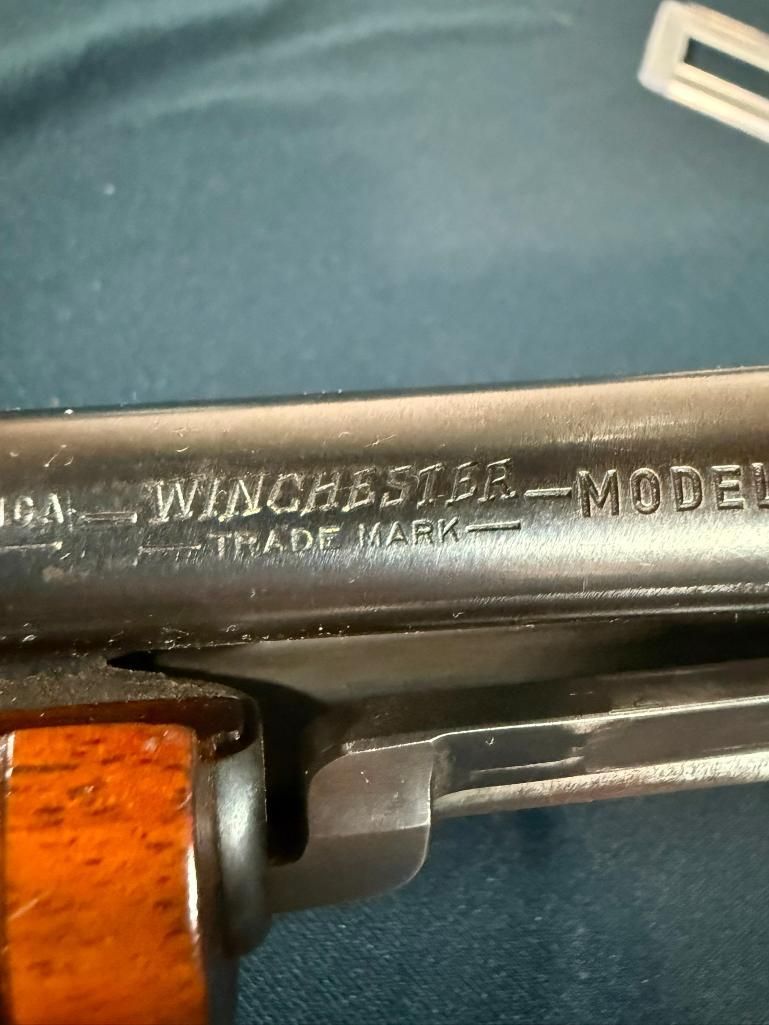 ICA — WINCHESTER — MODEL
— TRADE MARK —